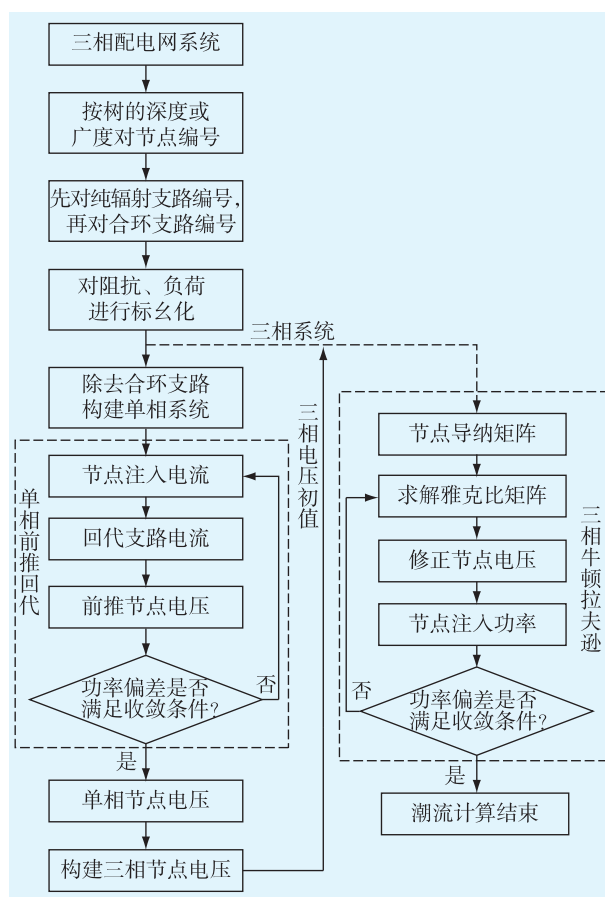 三相配电网系统
按树的深度或
广度对节点编号
先对纯辐射支路编号,
再对合环支路编号
对阻抗、负荷
进行标幺化
三相系统
除去合环支路
构建单相系统
单相前推回代
节点注入电流
回代支路电流
前推节点电压
功率偏差是否
满足收敛条件?
否
是
单相节点电压
构建三相节点电压
三相电压初值
节点导纳矩阵
求解雅克比矩阵
修正节点电压
节点注入功率
功率偏差是否
满足收敛条件?
否
是
潮流计算结束
三相牛顿拉夫逊